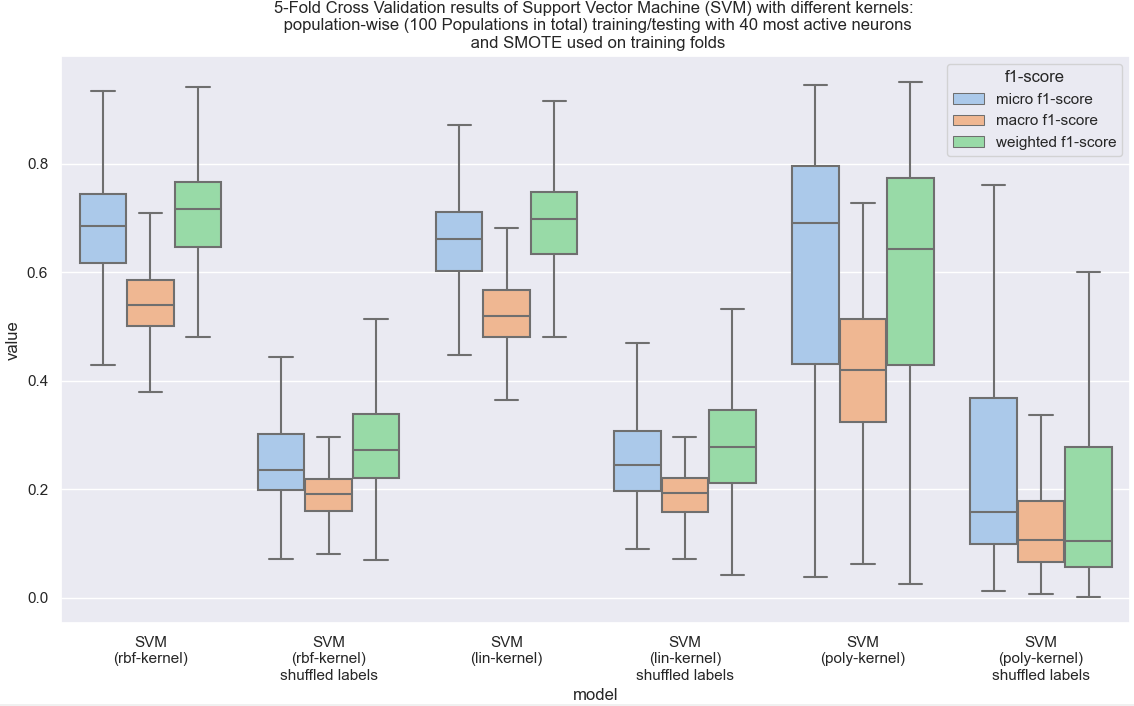 5-Fold Cross Validation results of Support Vector Machine (SVM) with different kernels:
population-wise (100 Populations in total) training/testing with 40 most active neurons
and SMOTE used on training folds
f1-score
micro f1-score
macro f1-score
weighted f1-score
value
0.8
0.6
0.4
0.2
0.0
SVM
(rbf-kernel)
SVM
(rbf-kernel)
shuffled labels
SVM
(lin-kernel)
SVM
(lin-kernel)
shuffled labels
SVM
(poly-kernel)
SVM
(poly-kernel)
shuffled labels
model